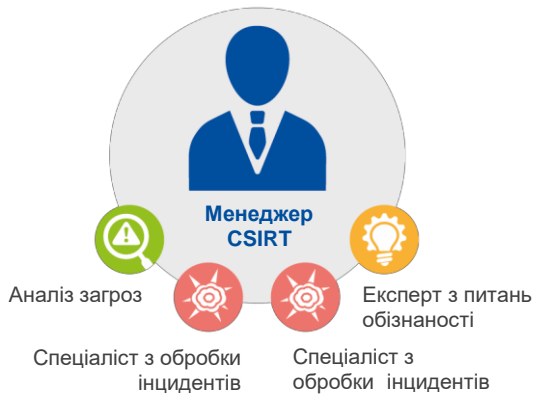 Менеджер
CSIRT
Аналіз загроз
Експерт з питань
обізнаності
Спеціаліст з обробки
інцидентів
Спеціаліст з
обробки інцидентів